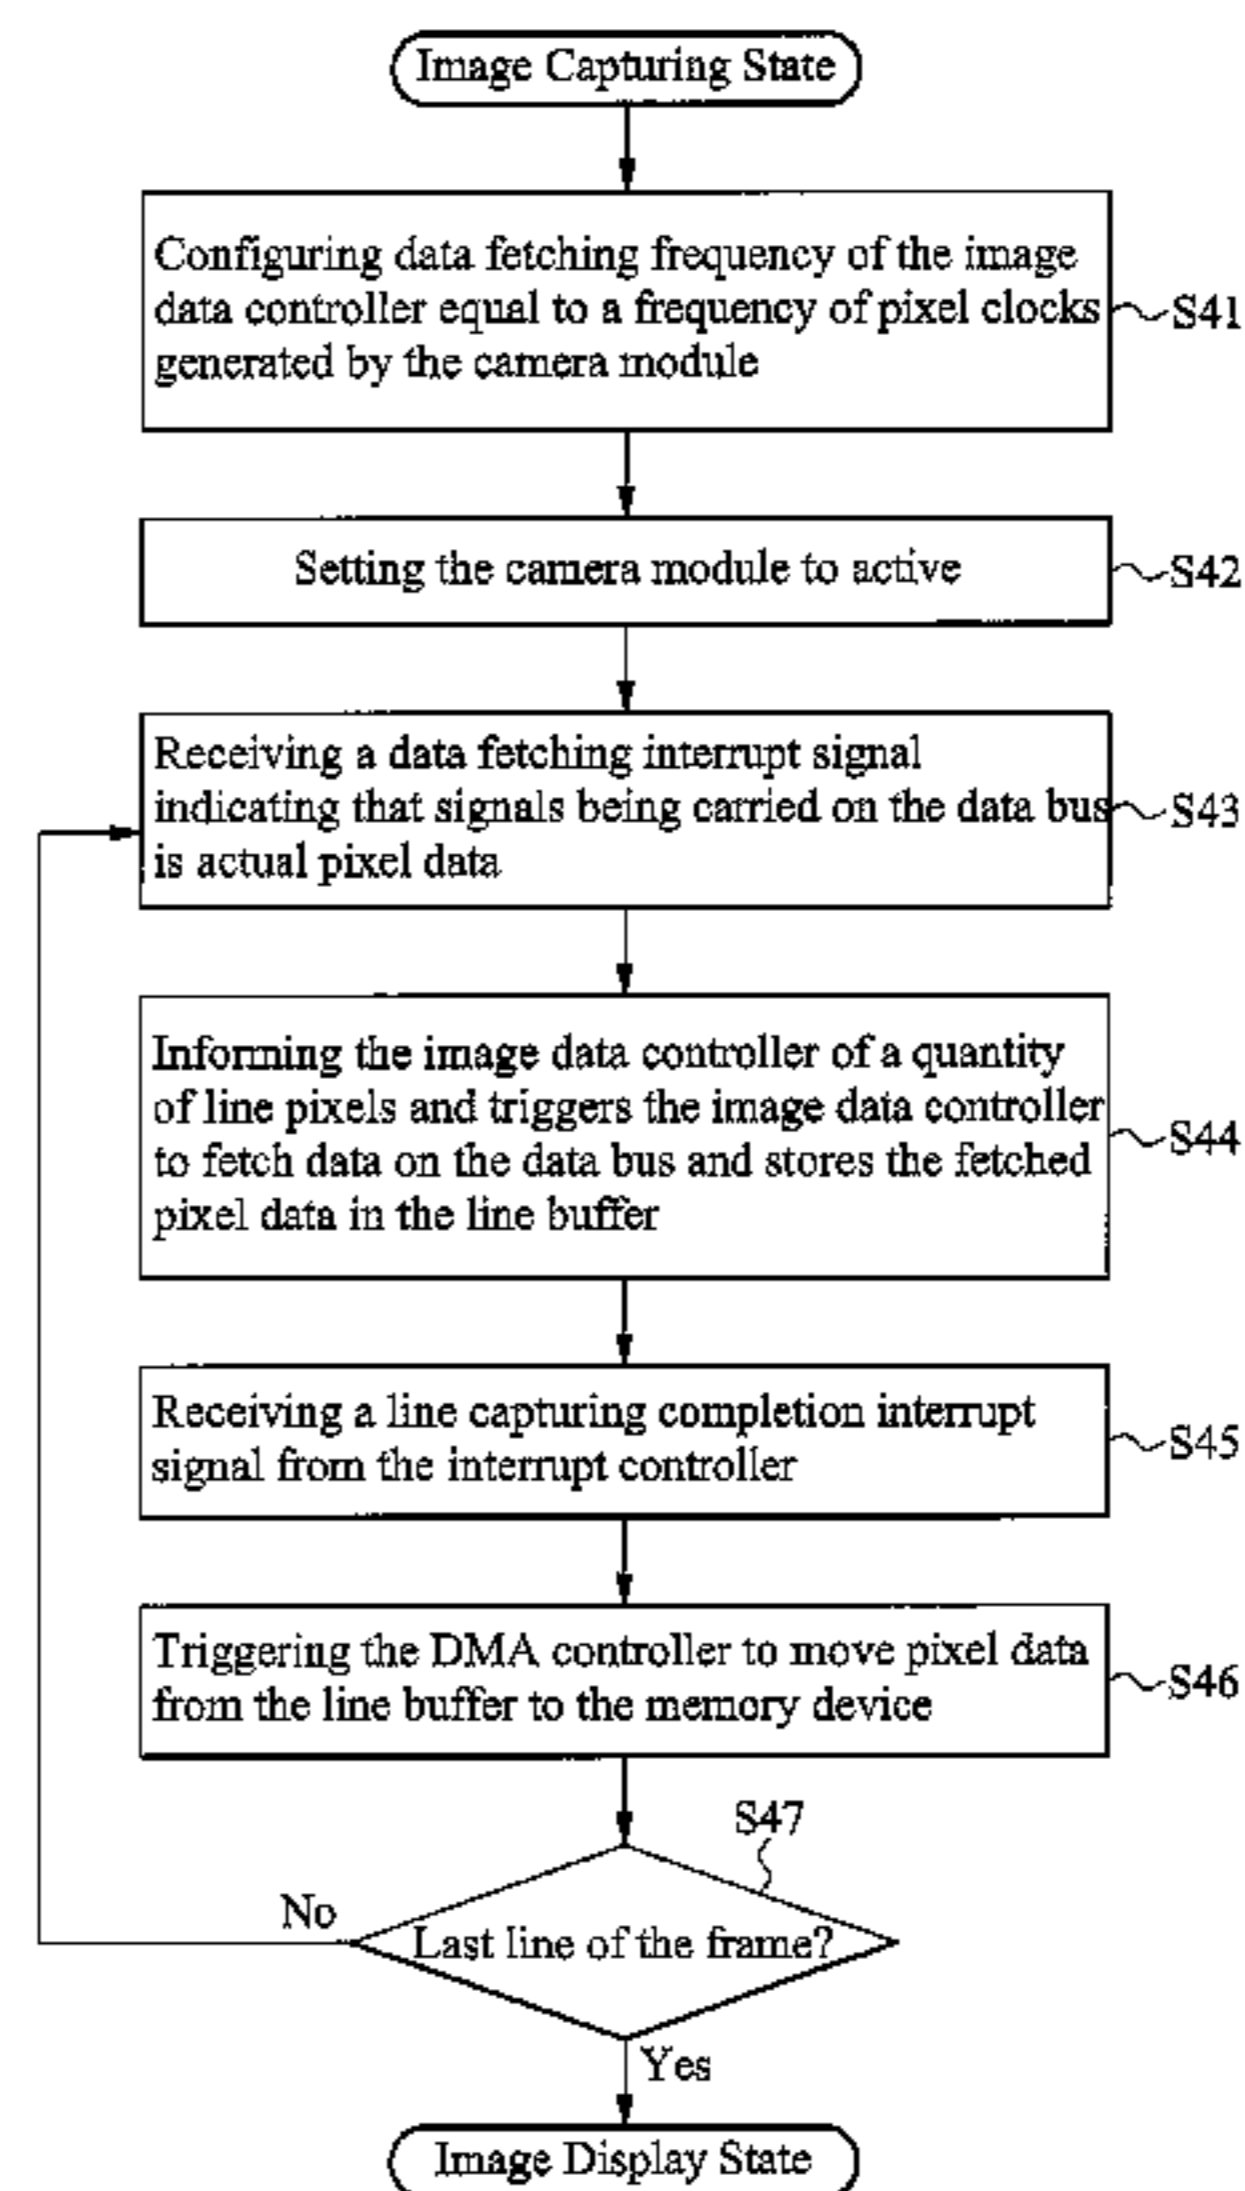 Image Capturing State
Configuring data fetching frequency of the image
data controller equal to a frequency of pixel clocks
generated by the camera module
S41
Setting the camera module to active
S42
Receiving a data fetching interrupt signal
indicating that signals being carried on the data bus
is actual pixel data
S43
Informing the image data controller of a quantity
of line pixels and triggers the image data controller
to fetch data on the data bus and stores the fetched
pixel data in the line buffer
S44
Receiving a line capturing completion interrupt
signal from the interrupt controller
S45
Triggering the DMA controller to move pixel data
from the line buffer to the memory device
S46
S47
No
Last line of the frame?
Yes
Image Display State